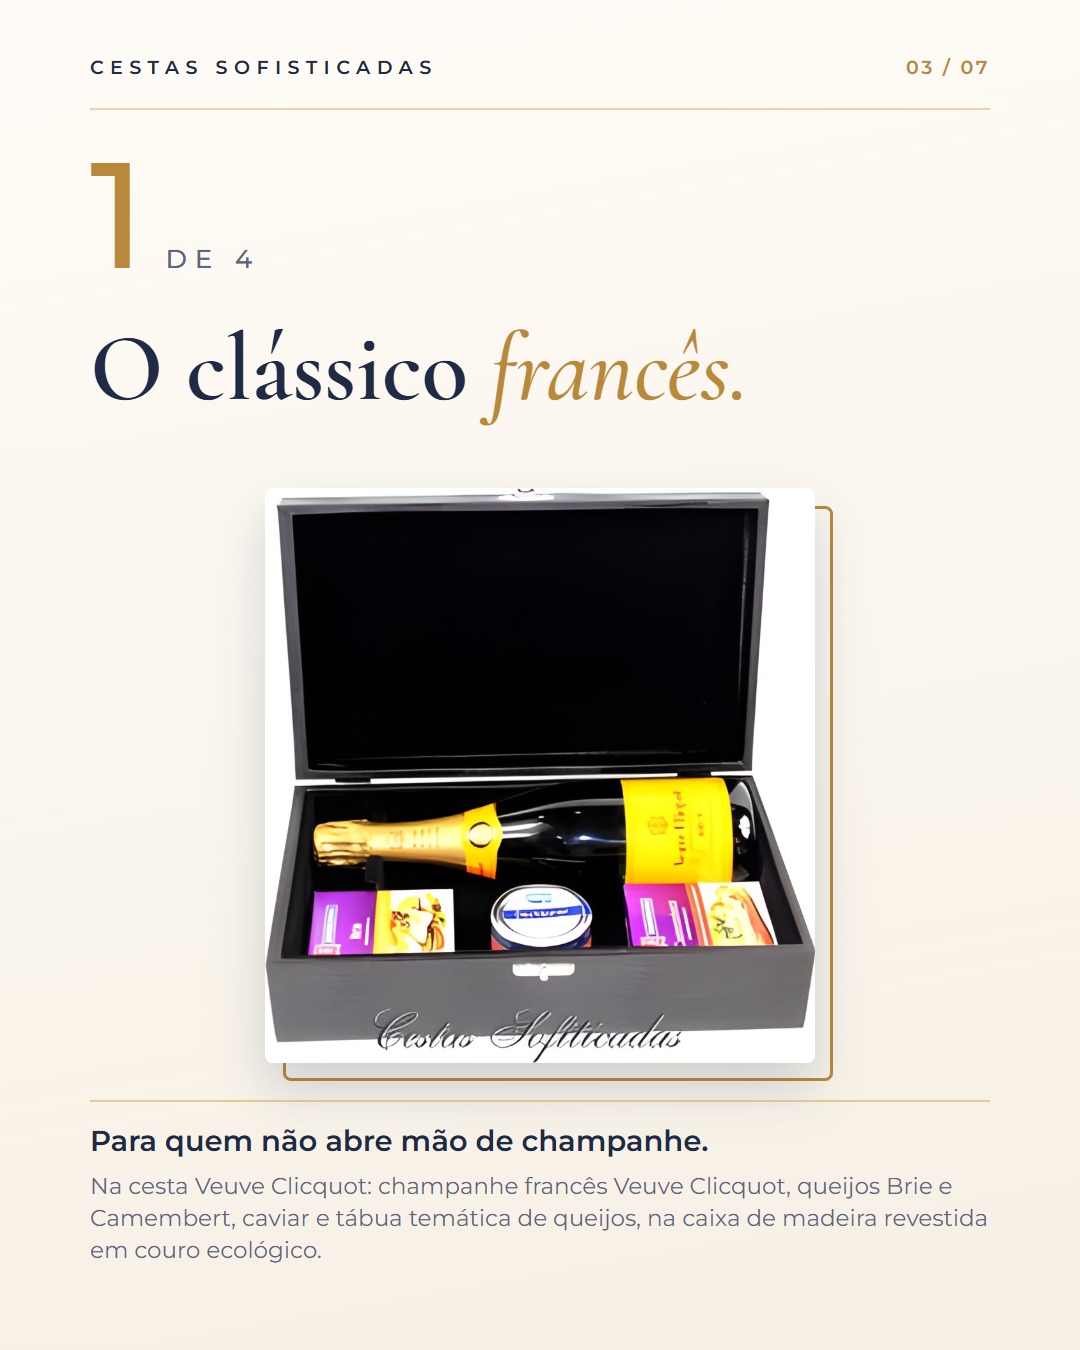 CESTAS SOFISTICADAS
03 / 07
1 DE 4
O clássico francês.
Cestas Sofiticadas
Para quem não abre mão de champanhe.
Na cesta Veuve Clicquot: champanhe francês Veuve Clicquot, queijos Brie e
Camembert, caviar e tábua temática de queijos, na caixa de madeira revestida
em couro ecológico.